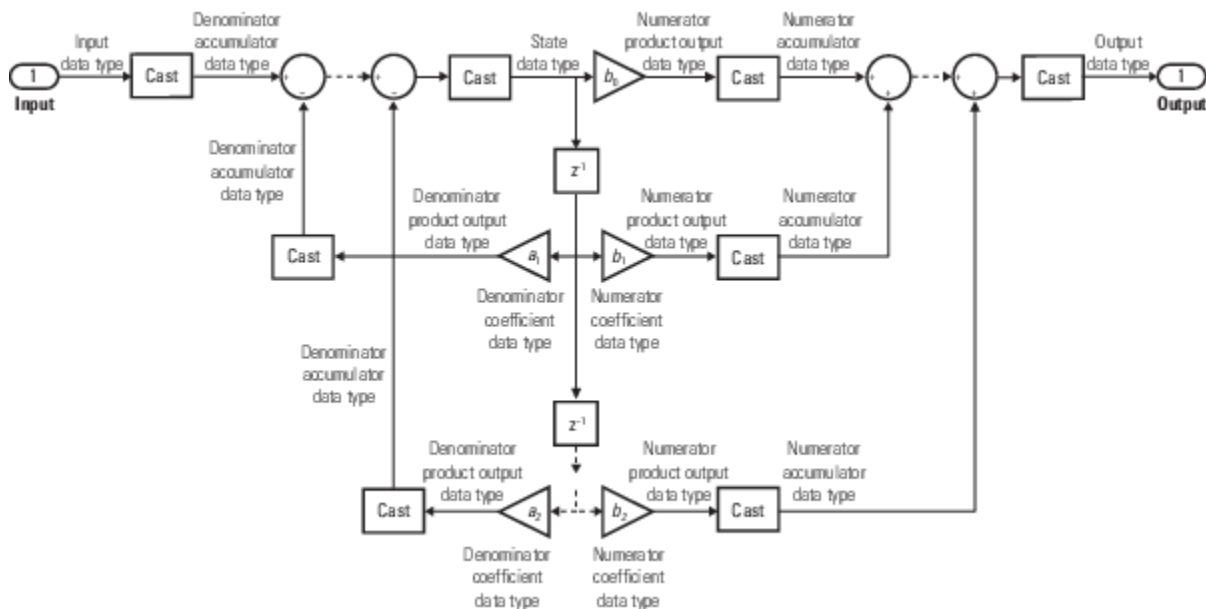 Input
data type
Denominator
accumulator
data type
State
data type
Numerator
product output
data type
Numerator
accumulator
data type
Output
data type
1
Input
Cast
+
−
+
−
Cast
b0
Cast
+
+
+
+
Cast
1
Output
z-1
Denominator
accumulator
data type
Denominator
product output
data type
Numerator
product output
data type
Numerator
accumulator
data type
Cast
a1
b1
Cast
Denominator
coefficient
data type
Numerator
coefficient
data type
Denominator
accumulator
data type
z-1
Denominator
product output
data type
Numerator
product output
data type
Numerator
accumulator
data type
Cast
a2
b2
Cast
Denominator
coefficient
data type
Numerator
coefficient
data type